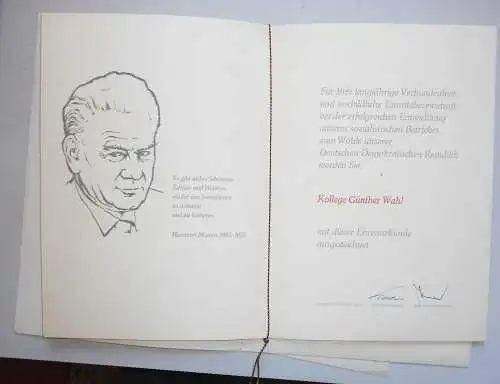 Es gibt nichts Schöneres,
Edleres und Wahres,
als für den Sozialismus
zu arbeiten
und zu kämpfen.
Hermann Matern 1893–1971
Für Ihre langjährige Verbundenheit
und vorbildliche Einsatzbereitschaft
bei der erfolgreichen Entwicklung
unseres sozialistischen Betriebes
zum Wohle unserer
Deutschen Demokratischen Republik
werden Sie
Kollege Günther Wahl
mit dieser Ehrenurkunde
ausgezeichnet